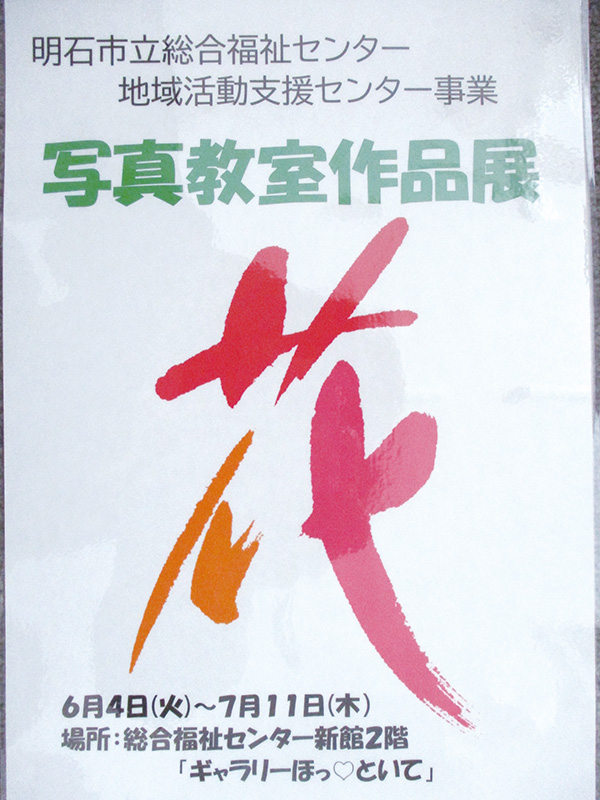 明石市立総合福祉センター
地域活動支援センター事業
写真教室作品展
花
6月4日(火)～7月11日(木)
場所:総合福祉センター新館2階
「ギャラリーほっ♡といて」